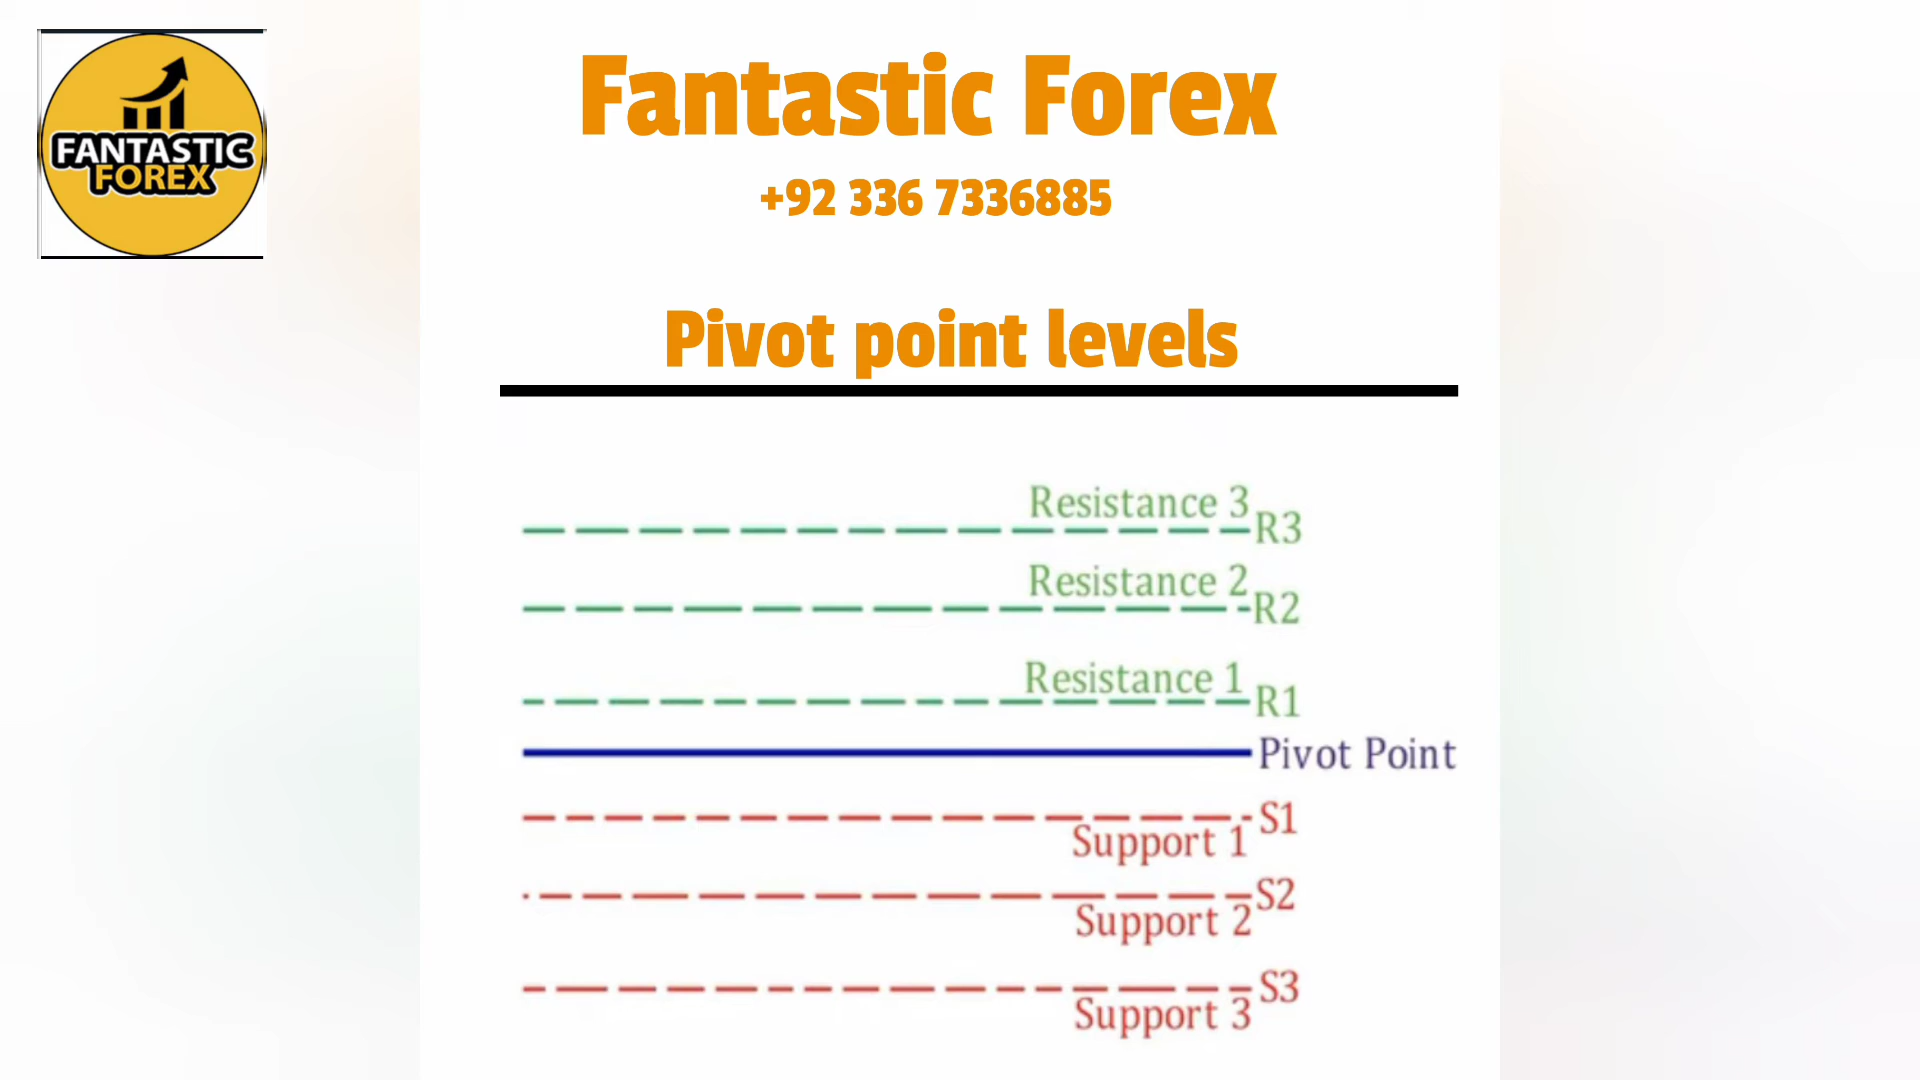 FANTASTIC
FOREX
Fantastic Forex
+92 336 7336885
Pivot point levels
Resistance 3
R3
Resistance 2
R2
Resistance 1
R1
Pivot Point
S1
Support 1
S2
Support 2
S3
Support 3